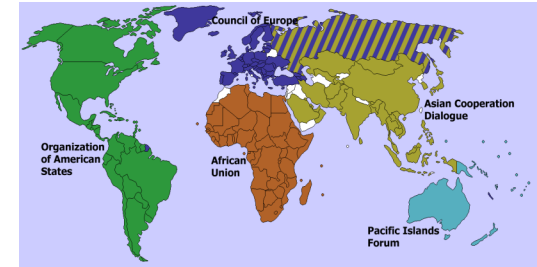 Council of Europe
Asian Cooperation
Dialogue
Organization
of American
States
African
Union
Pacific Islands
Forum